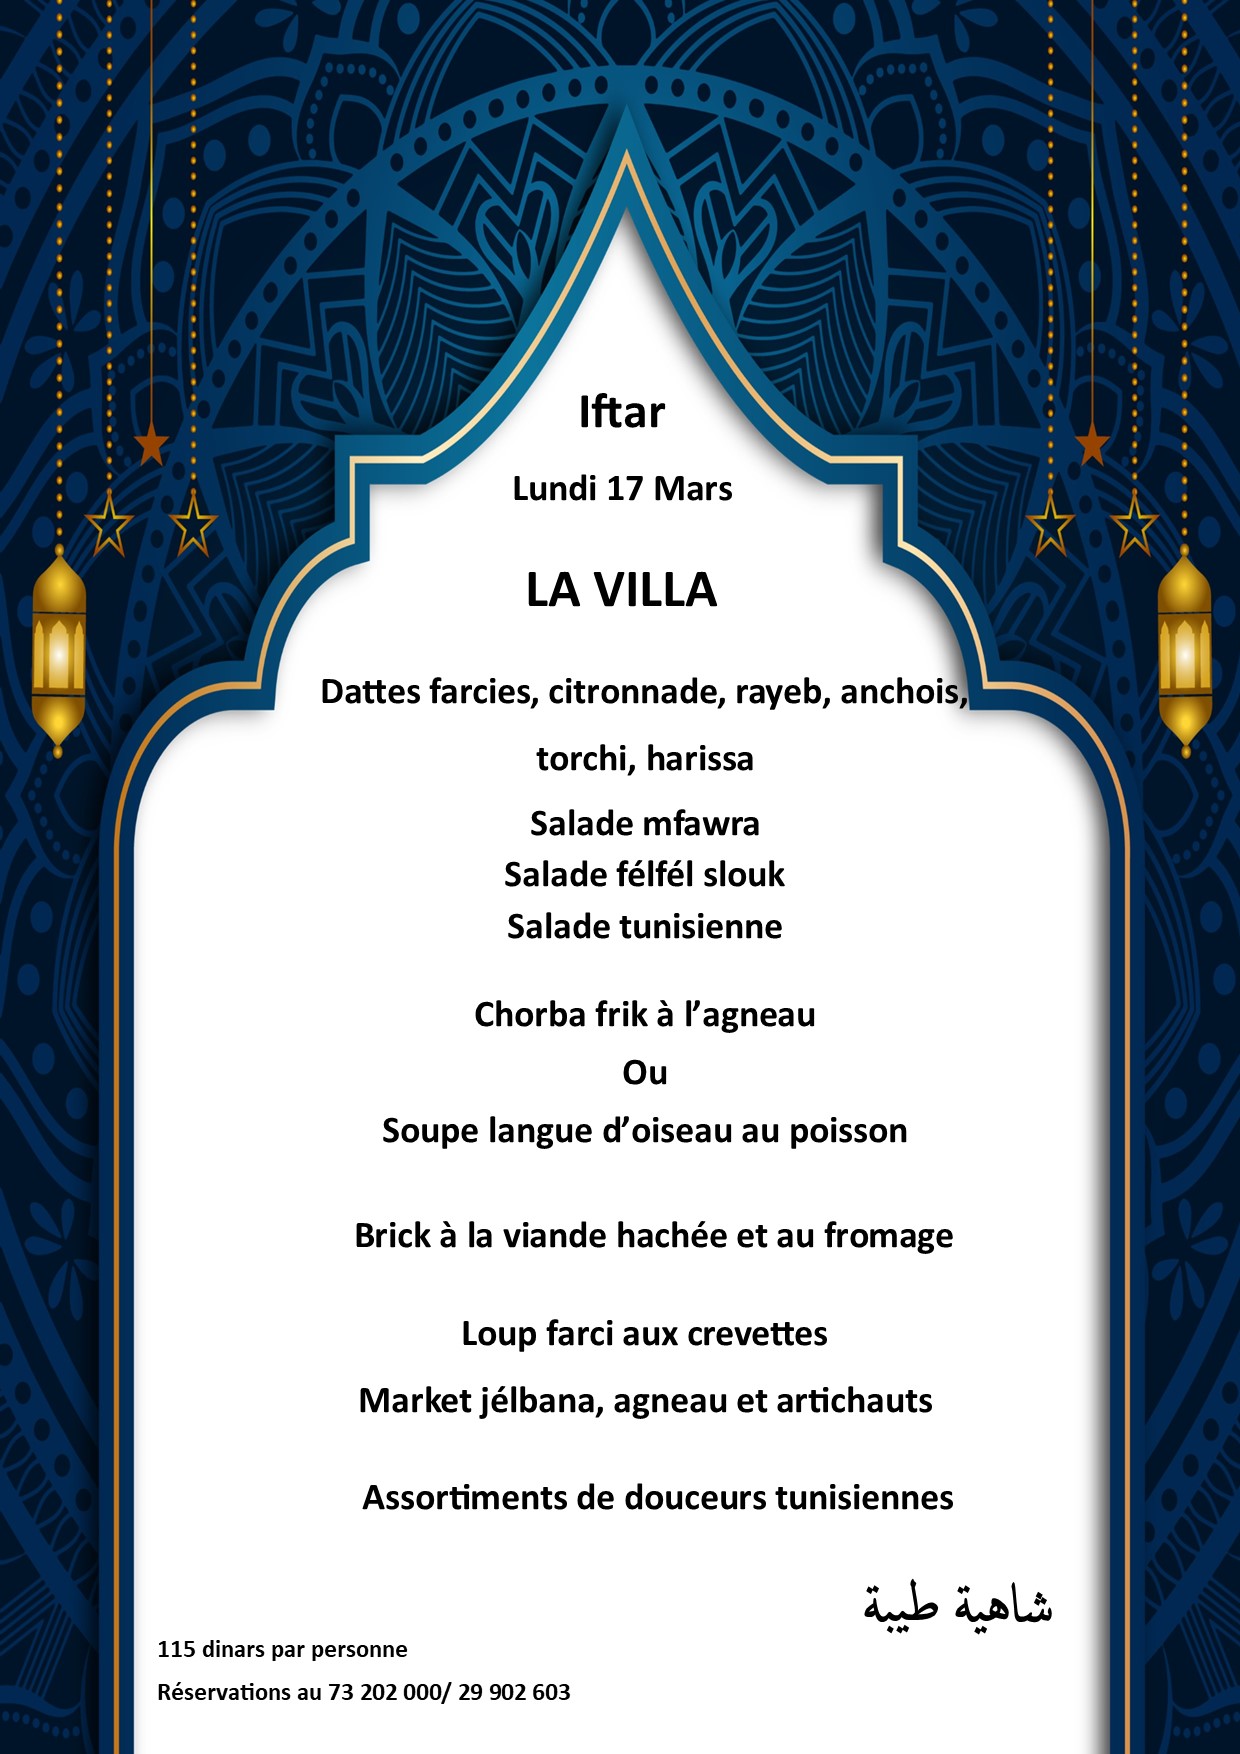 Iftar
Lundi 17 Mars
LA VILLA
Dattes farcies, citronnade, rayeb, anchois,
torchi, harissa
Salade mfawra
Salade félfél slouk
Salade tunisienne
Chorba frik à l’agneau
Ou
Soupe langue d’oiseau au poisson
Brick à la viande hachée et au fromage
Loup farci aux crevettes
Market jélbana, agneau et artichauts
Assortiments de douceurs tunisiennes
شاهية طيبة
115 dinars par personne
Réservations au 73 202 000/ 29 902 603